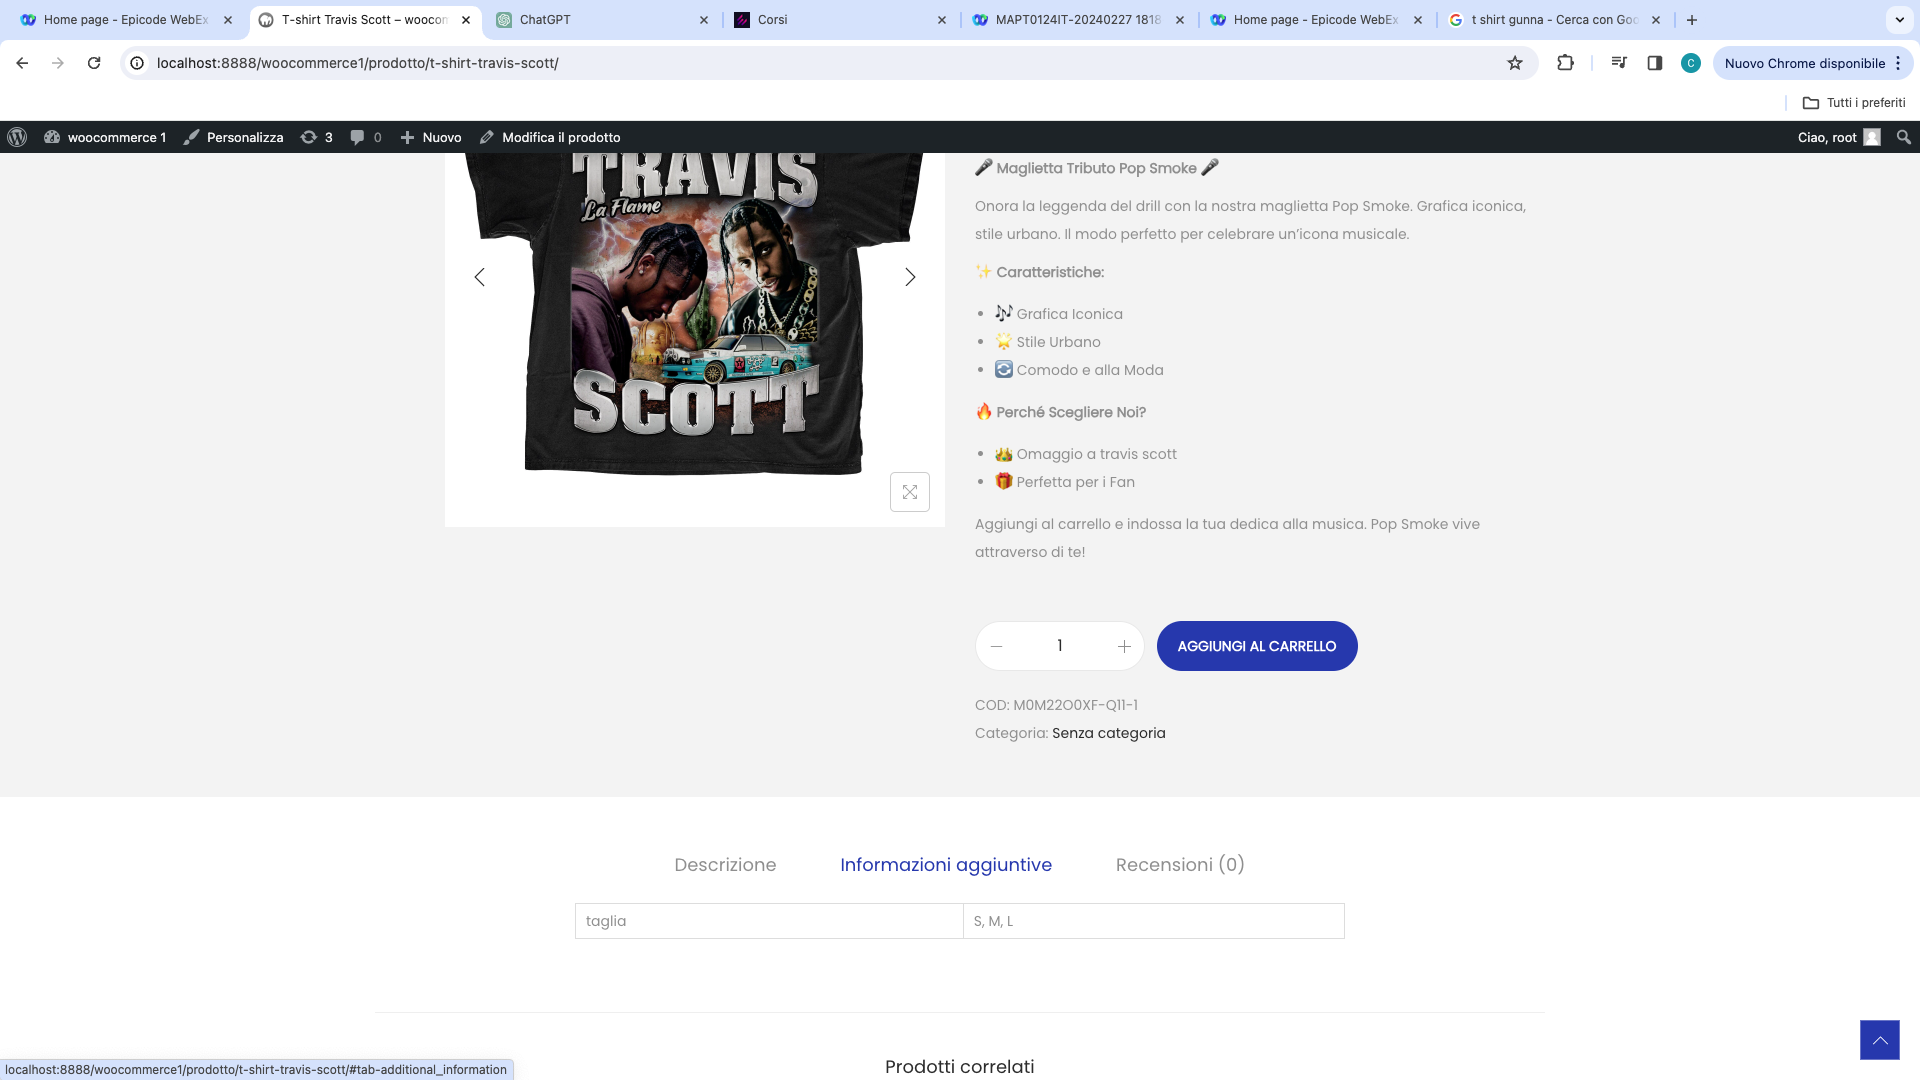 Home page - Epicode WebEx
T-shirt Travis Scott – woocom
ChatGPT
Corsi
MAPT0124IT-20240227 1818
Home page - Epicode WebEx
t shirt gunna - Cerca con Goo
localhost:8888/woocommerce1/prodotto/t-shirt-travis-scott/
C
Nuovo Chrome disponibile
Tutti i preferiti
woocommerce 1
Personalizza
3
0
Nuovo
Modifica il prodotto
Ciao, root
TRAVIS
La Flame
SCOTT
🎤 Maglietta Tributo Pop Smoke 🎤
Onora la leggenda del drill con la nostra maglietta Pop Smoke. Grafica iconica,
stile urbano. Il modo perfetto per celebrare un’icona musicale.
✨ Caratteristiche:
• 🎶 Grafica Iconica
• 🌟 Stile Urbano
• 🔄 Comodo e alla Moda
🔥 Perché Scegliere Noi?
• 👑 Omaggio a travis scott
• 🎁 Perfetta per i Fan
Aggiungi al carrello e indossa la tua dedica alla musica. Pop Smoke vive
attraverso di te!
1
AGGIUNGI AL CARRELLO
COD: M0M22O0XF-Q11-1
Categoria: Senza categoria
Descrizione
Informazioni aggiuntive
Recensioni (0)
taglia
S, M, L
Prodotti correlati
localhost:8888/woocommerce1/prodotto/t-shirt-travis-scott/#tab-additional_information